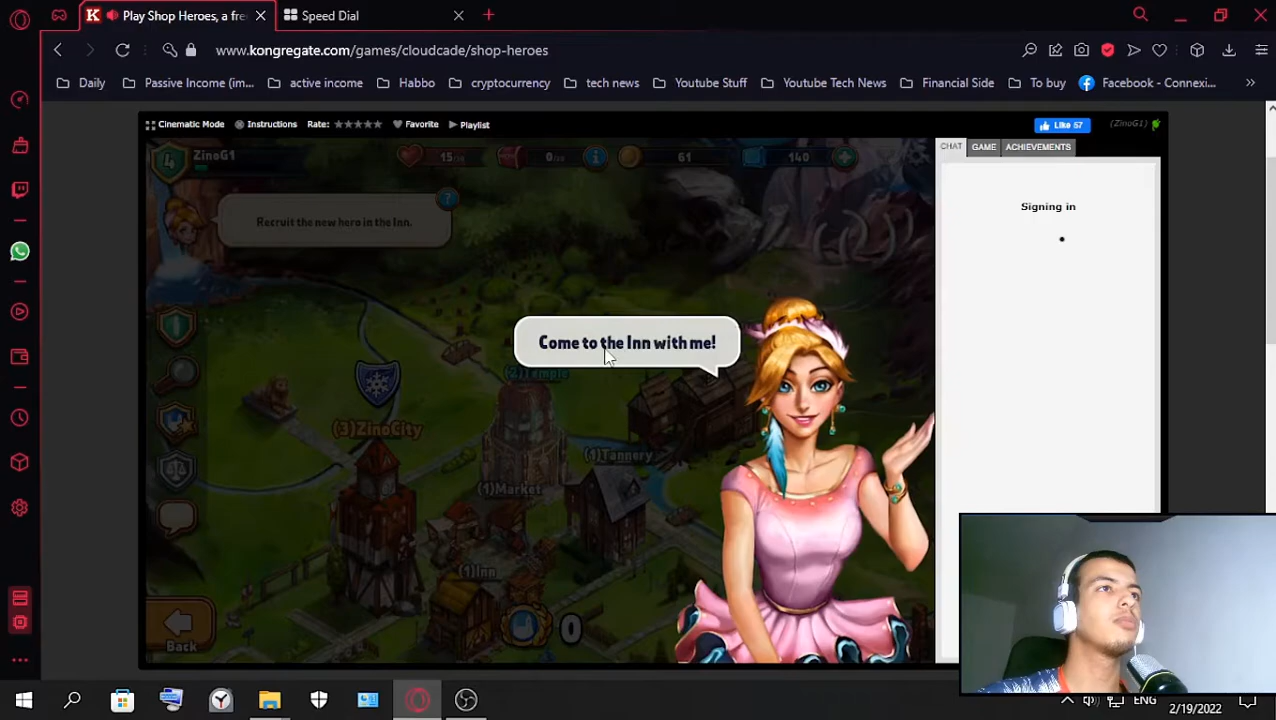 Play Shop Heroes, a fre
Speed Dial
www.kongregate.com/games/cloudcade/shop-heroes
Daily
Passive Income (im...
active income
Habbo
cryptocurrency
tech news
Youtube Stuff
Youtube Tech News
Financial Side
To buy
Facebook - Connexi...
Cinematic Mode
Instructions
Rate:
Favorite
Playlist
Like 57
(ZinoG1)
CHAT
GAME
ACHIEVEMENTS
4
ZinoG1
61
140
Signing in
?
Recruit the new hero in the Inn.
Come to the Inn with me!
(2)Temple
(3)ZinoCity
(1)Tannery
(1)Market
(1)Inn
0
Back
ENG
2/19/2022